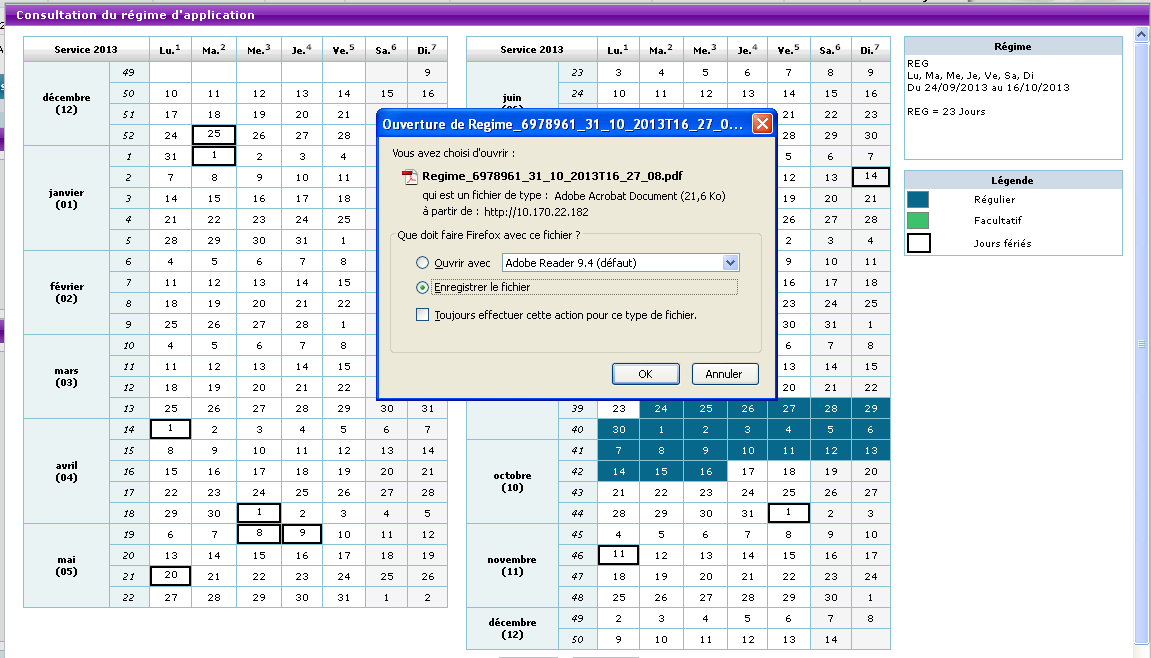 Consultation du régime d'application
Service 2013 Lu.1 Ma.2 Me.3 Je.4 Ve.5 Sa.6 Di.7
décembre (12)
49 9
50 10 11 12 13 14 15 16
51 17 18 19 20 21
52 24 25 26 27 28
janvier (01)
1 31 1 2 3 4
2 7 8 9 10 11
3 14 15 16 17 18
4 21 22 23 24 25
5 28 29 30 31 1
février (02)
6 4 5 6 7 8
7 11 12 13 14 15
8 18 19 20 21 22
9 25 26 27 28 1
mars (03)
10 4 5 6 7 8
11 11 12 13 14 15
12 18 19 20 21 22
13 25 26 27 28 29 30 31
avril (04)
14 1 2 3 4 5 6 7
15 8 9 10 11 12 13 14
16 15 16 17 18 19 20 21
17 22 23 24 25 26 27 28
18 29 30 1 2 3 4 5
mai (05)
19 6 7 8 9 10 11 12
20 13 14 15 16 17 18 19
21 20 21 22 23 24 25 26
22 27 28 29 30 31 1 2
Service 2013 Lu.1 Ma.2 Me.3 Je.4 Ve.5 Sa.6 Di.7
juin
23 3 4 5 6 7 8 9
24 10 11 12 13 14 15 16
21 22 23
28 29 30
5 6 7
12 13 14
19 20 21
26 27 28
2 3 4
9 10 11
16 17 18
23 24 25
30 31 1
6 7 8
13 14 15
20 21 22
39 23 24 25 26 27 28 29
40 30 1 2 3 4 5 6
octobre (10)
41 7 8 9 10 11 12 13
42 14 15 16 17 18 19 20
43 21 22 23 24 25 26 27
44 28 29 30 31 1 2 3
novembre (11)
45 4 5 6 7 8 9 10
46 11 12 13 14 15 16 17
47 18 19 20 21 22 23 24
48 25 26 27 28 29 30 1
décembre (12)
49 2 3 4 5 6 7 8
50 9 10 11 12 13 14
Régime
REG
Lu, Ma, Me, Je, Ve, Sa, Di
Du 24/09/2013 au 16/10/2013
REG = 23 Jours
Légende
Régulier
Facultatif
Jours fériés
Ouverture de Regime_6978961_31_10_2013T16_27_0...
Vous avez choisi d'ouvrir :
Regime_6978961_31_10_2013T16_27_08.pdf
qui est un fichier de type : Adobe Acrobat Document (21,6 Ko)
à partir de : http://10.170.22.182
Que doit faire Firefox avec ce fichier ?
Ouvrir avec Adobe Reader 9.4 (défaut)
Enregistrer le fichier
Toujours effectuer cette action pour ce type de fichier.
OK Annuler